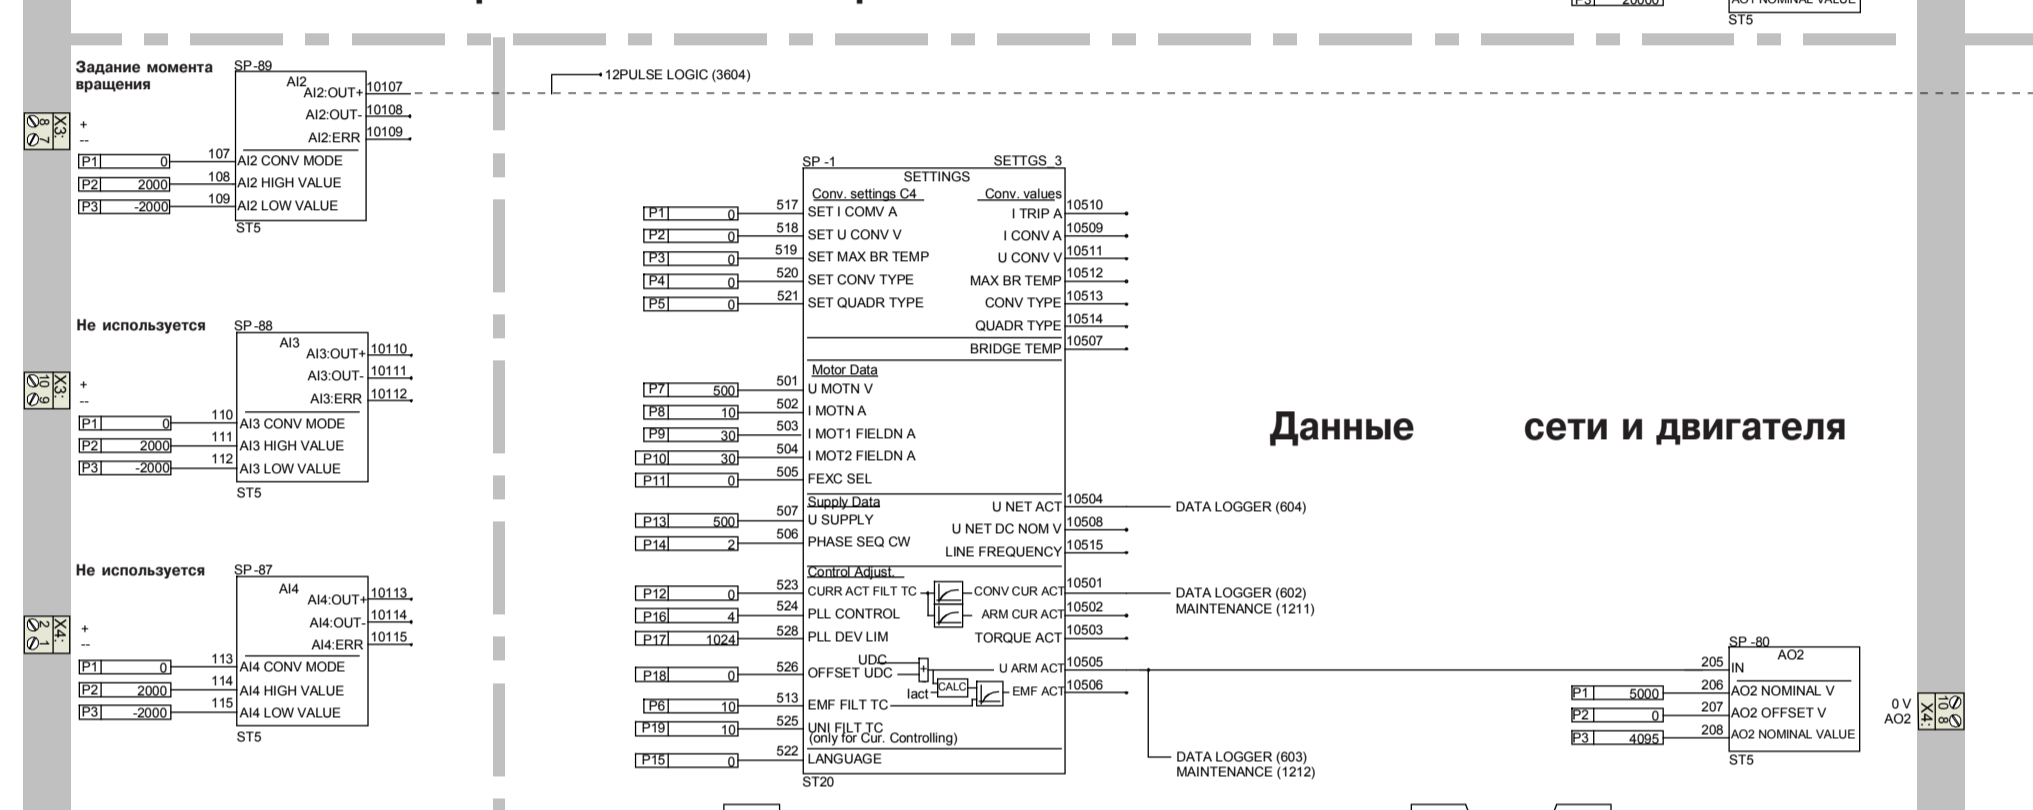 P3 20000
AO1 NOMINAL VALUE
ST5
Задание момента
вращения
SP-89
AI2
AI2:OUT+ 10107
AI2:OUT- 10108
AI2:ERR 10109
X3:
8 7
+
--
P1 0 107 AI2 CONV MODE
P2 2000 108 AI2 HIGH VALUE
P3 -2000 109 AI2 LOW VALUE
ST5
12PULSE LOGIC (3604)
Не используется
SP-88
AI3
AI3:OUT+ 10110
AI3:OUT- 10111
AI3:ERR 10112
X3:
10 9
+
--
P1 0 110 AI3 CONV MODE
P2 2000 111 AI3 HIGH VALUE
P3 -2000 112 AI3 LOW VALUE
ST5
Не используется
SP-87
AI4
AI4:OUT+ 10113
AI4:OUT- 10114
AI4:ERR 10115
X4:
2 1
+
--
P1 0 113 AI4 CONV MODE
P2 2000 114 AI4 HIGH VALUE
P3 -2000 115 AI4 LOW VALUE
ST5
SP -1 SETTGS_3
SETTINGS
Conv. settings C4 Conv. values
P1 0 517 SET I COMV A I TRIP A 10510
P2 0 518 SET U CONV V I CONV A 10509
P3 0 519 SET MAX BR TEMP U CONV V 10511
P4 0 520 SET CONV TYPE MAX BR TEMP 10512
P5 0 521 SET QUADR TYPE CONV TYPE 10513
QUADR TYPE 10514
BRIDGE TEMP 10507
Motor Data
P7 500 501 U MOTN V
P8 10 502 I MOTN A
P9 30 503 I MOT1 FIELDN A
P10 30 504 I MOT2 FIELDN A
P11 0 505 FEXC SEL
Supply Data
U NET ACT 10504 DATA LOGGER (604)
P13 500 507 U SUPPLY
U NET DC NOM V 10508
P14 2 506 PHASE SEQ CW
LINE FREQUENCY 10515
Control Adjust.
P12 0 523 CURR ACT FILT TC CONV CUR ACT 10501 DATA LOGGER (602)
MAINTENANCE (1211)
P16 4 524 PLL CONTROL ARM CUR ACT 10502
P17 1024 528 PLL DEV LIM TORQUE ACT 10503
UDC
P18 0 526 OFFSET UDC + U ARM ACT 10505
Iact CALC EMF ACT 10506
P6 10 513 EMF FILT TC
P19 10 525 UNI FILT TC
(only for Cur. Controlling)
P15 0 522 LANGUAGE
ST20
DATA LOGGER (603)
MAINTENANCE (1212)
Данные сети и двигателя
SP -80
AO2
205 IN
P1 5000 206 AO2 NOMINAL V
P2 0 207 AO2 OFFSET V
P3 4095 208 AO2 NOMINAL VALUE
ST5
0 V
AO2
X4:
10 8